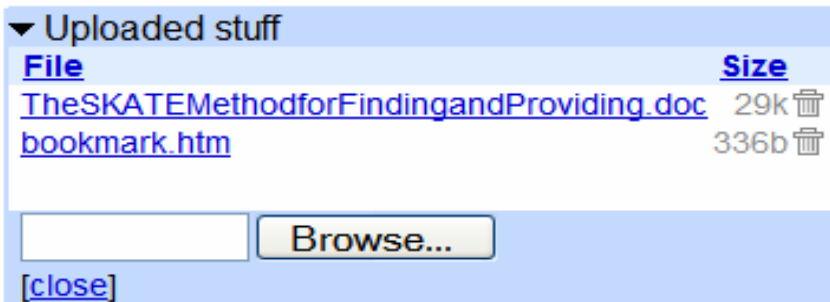 Uploaded stuff
File Size
TheSKATEMethodforFindingandProviding.doc 29k
bookmark.htm 336b
Browse...
[close]